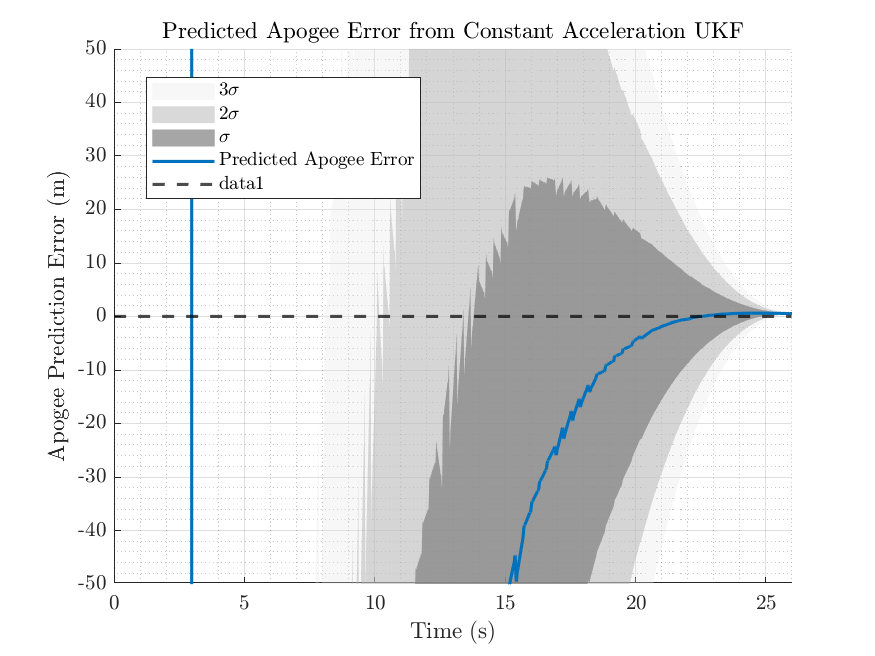 Predicted Apogee Error from Constant Acceleration UKF
50
40
30
20
10
0
-10
-20
-30
-40
-50
Apogee Prediction Error (m)
3σ
2σ
σ
Predicted Apogee Error
data1
0 5 10 15 20 25
Time (s)